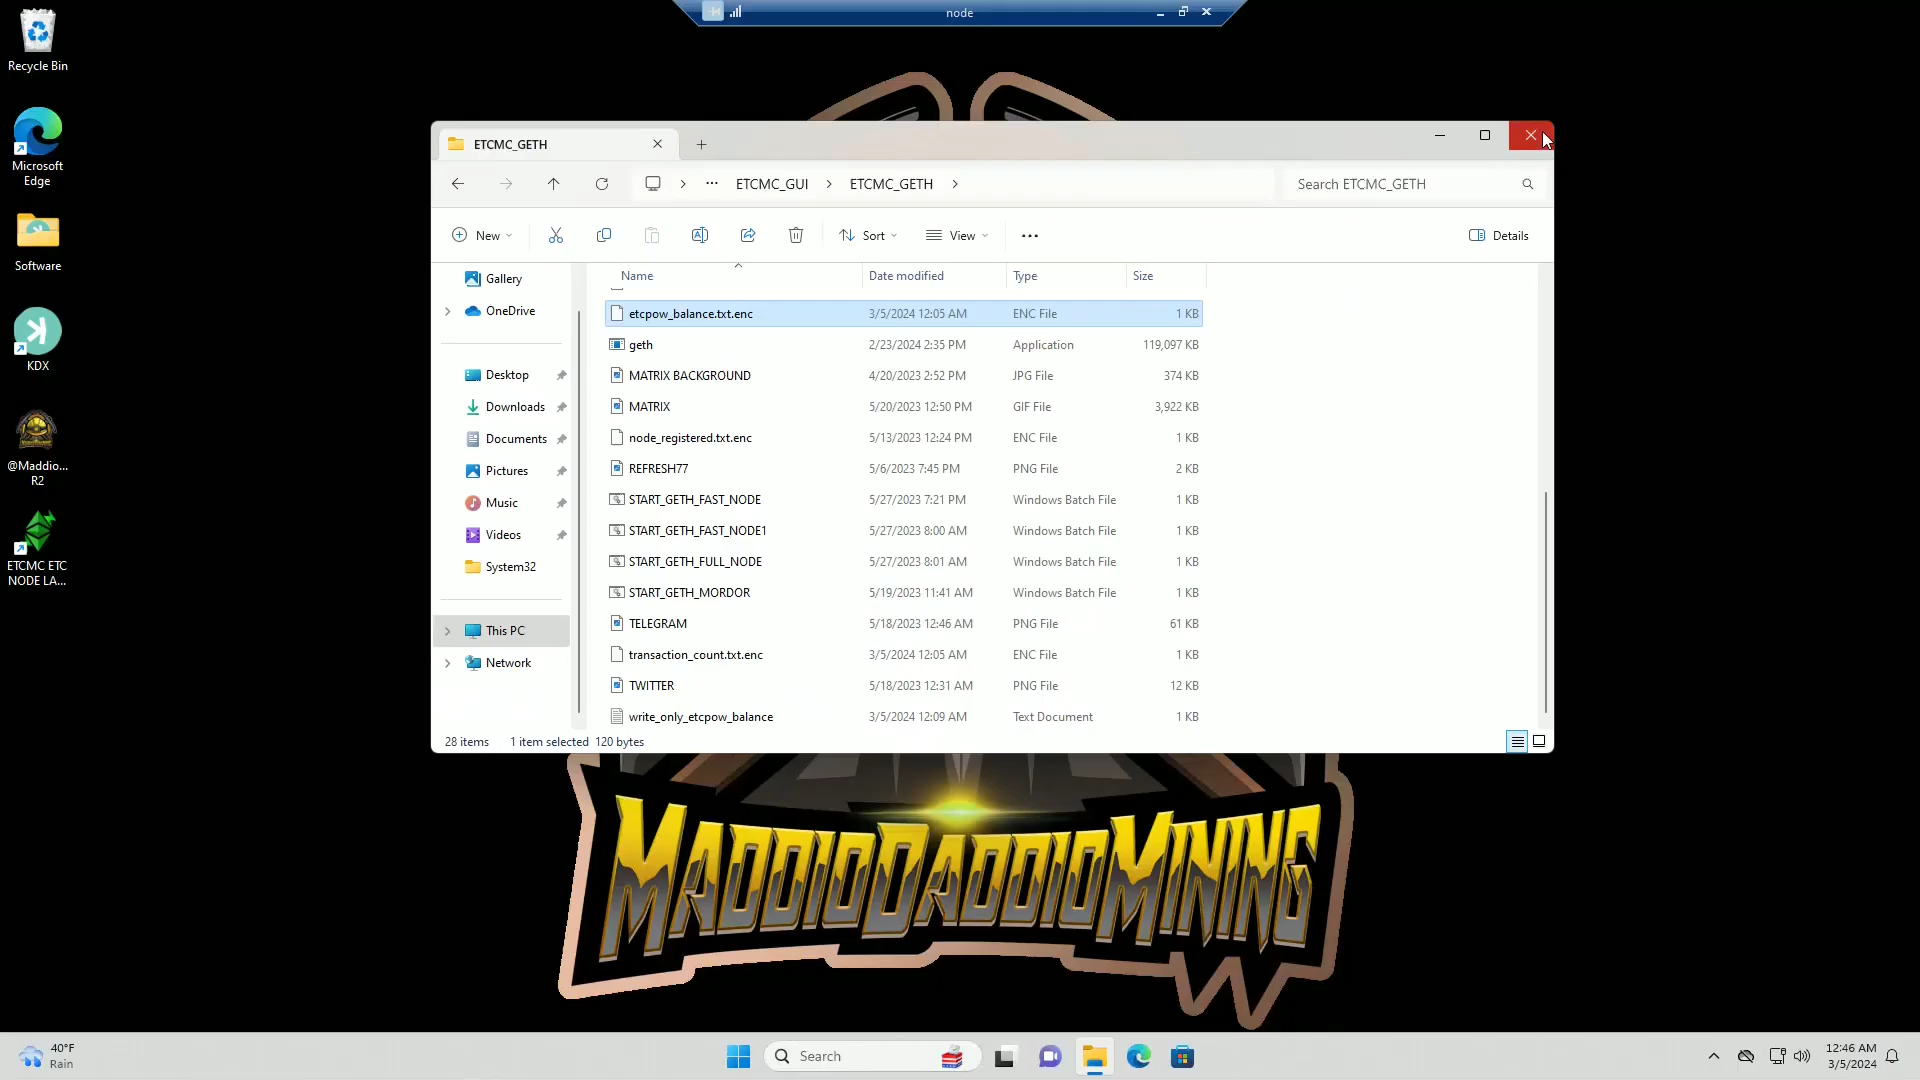 node
Recycle Bin
Microsoft
Edge
Software
KDX
@Maddio...
R2
ETCMC ETC
NODE LA...
ETCMC_GETH
ETCMC_GUI
ETCMC_GETH
Search ETCMC_GETH
New
Sort
View
Details
Gallery
OneDrive
Desktop
Downloads
Documents
Pictures
Music
Videos
System32
This PC
Network
Name Date modified Type Size
etcpow_balance.txt.enc 3/5/2024 12:05 AM ENC File 1 KB
geth 2/23/2024 2:35 PM Application 119,097 KB
MATRIX BACKGROUND 4/20/2023 2:52 PM JPG File 374 KB
MATRIX 5/20/2023 12:50 PM GIF File 3,922 KB
node_registered.txt.enc 5/13/2023 12:24 PM ENC File 1 KB
REFRESH77 5/6/2023 7:45 PM PNG File 2 KB
START_GETH_FAST_NODE 5/27/2023 7:21 PM Windows Batch File 1 KB
START_GETH_FAST_NODE1 5/27/2023 8:00 AM Windows Batch File 1 KB
START_GETH_FULL_NODE 5/27/2023 8:01 AM Windows Batch File 1 KB
START_GETH_MORDOR 5/19/2023 11:41 AM Windows Batch File 1 KB
TELEGRAM 5/18/2023 12:46 AM PNG File 61 KB
transaction_count.txt.enc 3/5/2024 12:05 AM ENC File 1 KB
TWITTER 5/18/2023 12:31 AM PNG File 12 KB
write_only_etcpow_balance 3/5/2024 12:09 AM Text Document 1 KB
28 items 1 item selected 120 bytes
MADDIODADDIOMINING
40°F
Rain
Search
12:46 AM
3/5/2024